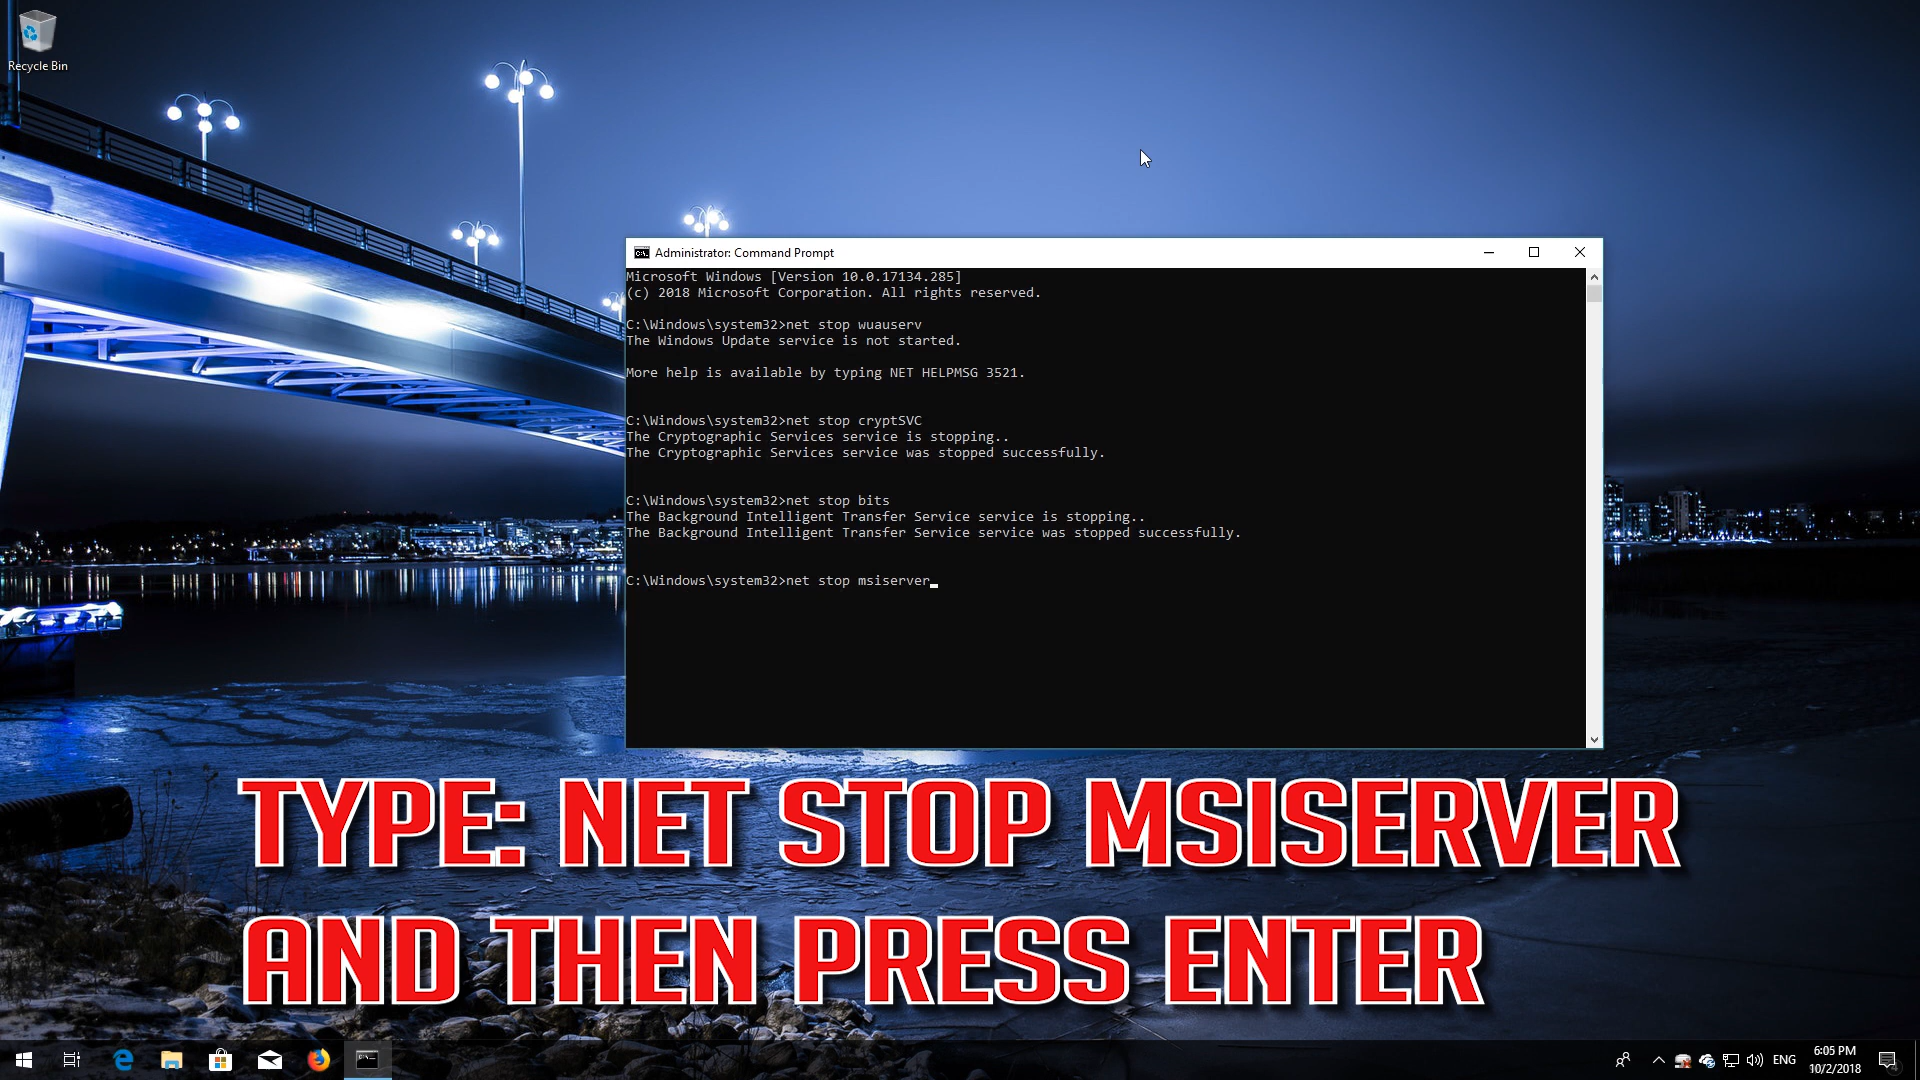 Recycle Bin
Administrator: Command Prompt
Microsoft Windows [Version 10.0.17134.285]
(c) 2018 Microsoft Corporation. All rights reserved.
C:\Windows\system32>net stop wuauserv
The Windows Update service is not started.
More help is available by typing NET HELPMSG 3521.
C:\Windows\system32>net stop cryptSVC
The Cryptographic Services service is stopping..
The Cryptographic Services service was stopped successfully.
C:\Windows\system32>net stop bits
The Background Intelligent Transfer Service service is stopping..
The Background Intelligent Transfer Service service was stopped successfully.
C:\Windows\system32>net stop msiserver
TYPE: NET STOP MSISERVER
AND THEN PRESS ENTER
ENG
6:05 PM
10/2/2018